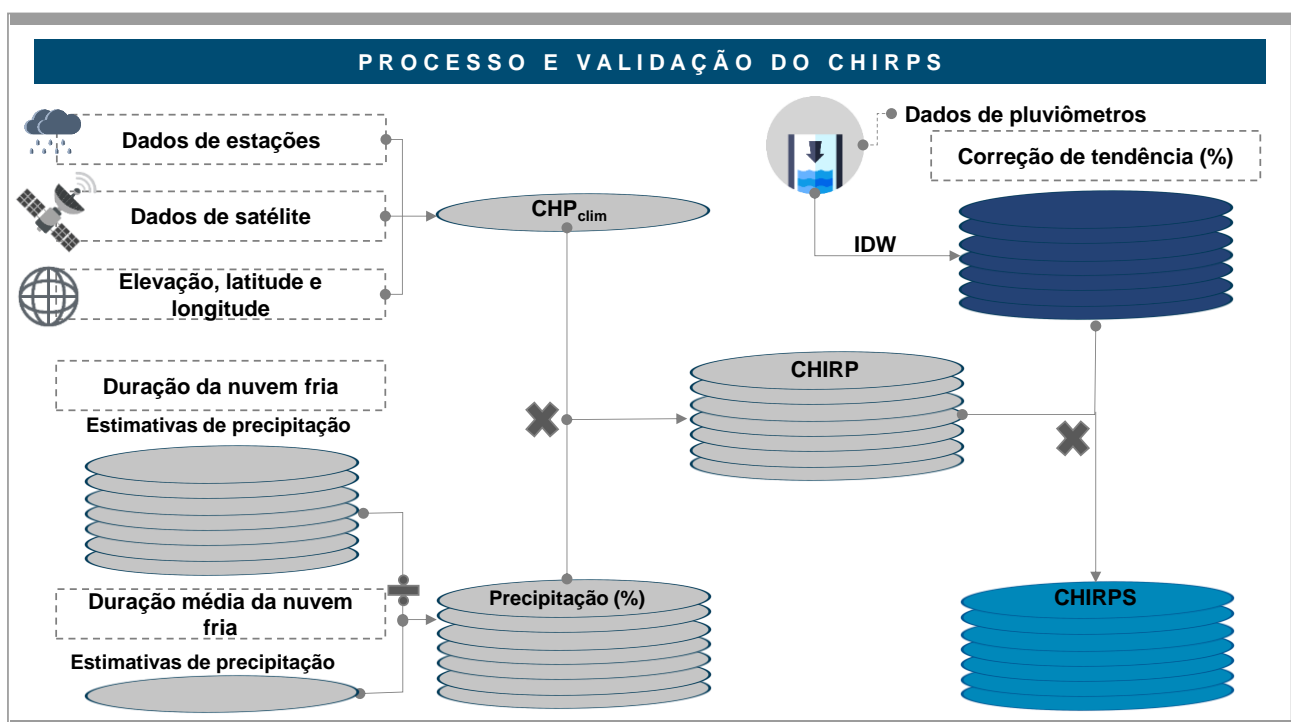 PROCESSO E VALIDAÇÃO DO CHIRPS
Dados de estações
Dados de satélite
Elevação, latitude e
longitude
CHP_clim
Dados de pluviômetros
Correção de tendência (%)
IDW
Duração da nuvem fria
Estimativas de precipitação
CHIRP
Duração média da nuvem
fria
Estimativas de precipitação
Precipitação (%)
CHIRPS